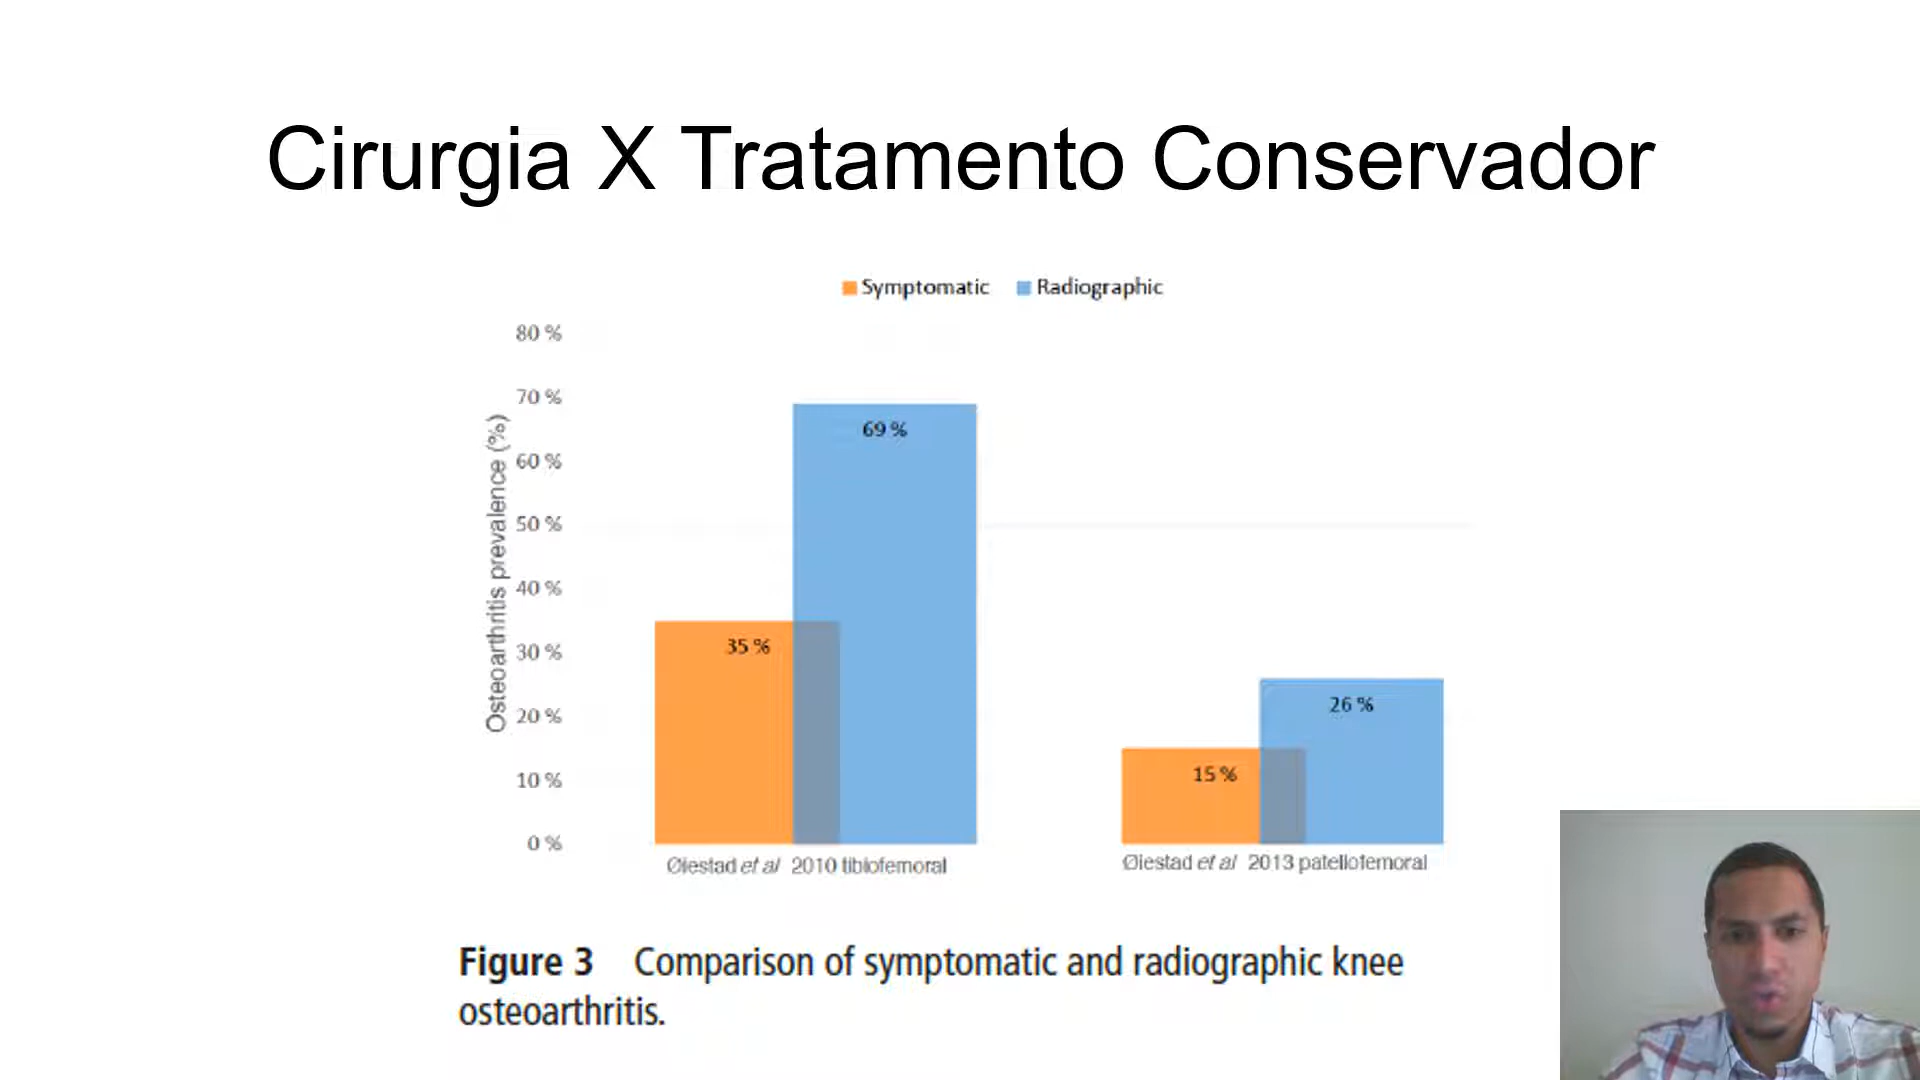 Cirurgia X Tratamento Conservador
Symptomatic Radiographic
80 %
70 %
60 %
50 %
40 %
30 %
20 %
10 %
0 %
Osteoarthritis prevalence (%)
69 %
35 %
26 %
15 %
Øiestad et al 2010 tibiofemoral
Øiestad et al 2013 patellofemoral
Figure 3 Comparison of symptomatic and radiographic knee
osteoarthritis.